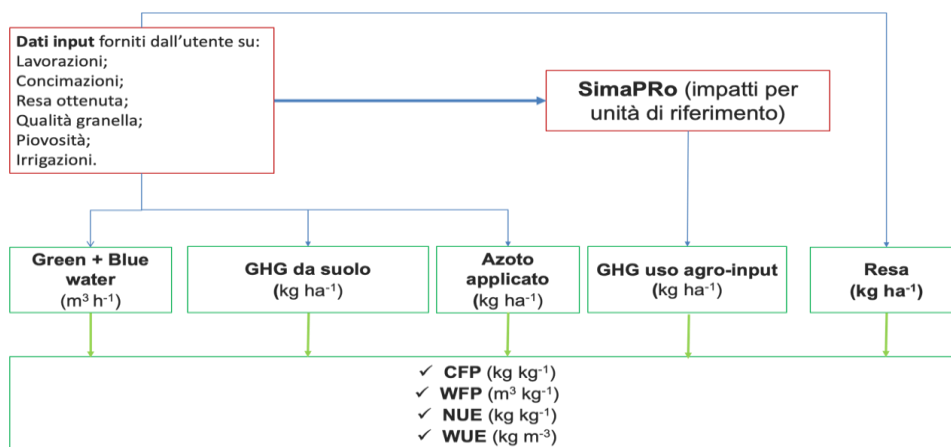 Dati input forniti dall'utente su:
Lavorazioni;
Concimazioni;
Resa ottenuta;
Qualità granella;
Piovosità;
Irrigazioni.
SimaPRo (impatti per
unità di riferimento)
Green + Blue
water
(m³ h⁻¹)
GHG da suolo
(kg ha⁻¹)
Azoto
applicato
(kg ha⁻¹)
GHG uso agro-input
(kg ha⁻¹)
Resa
(kg ha⁻¹)
✓ CFP (kg kg⁻¹)
✓ WFP (m³ kg⁻¹)
✓ NUE (kg kg⁻¹)
✓ WUE (kg m⁻³)